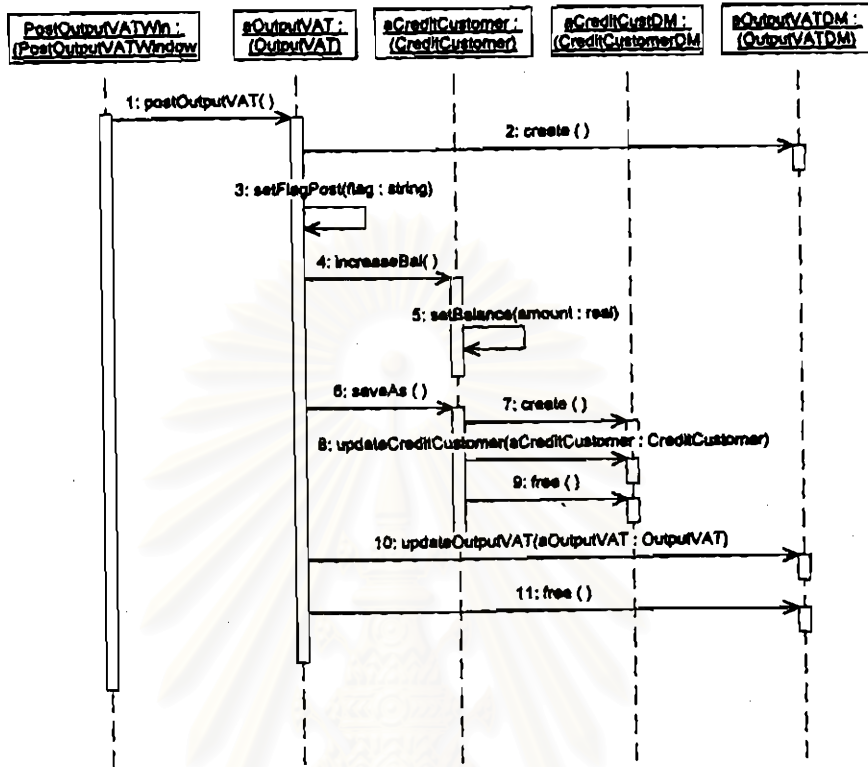 PostOutputVATWin :
(PostOutputVATWindow
aOutputVAT :
(OutputVAT)
aCreditCustomer :
(CreditCustomer)
aCreditCustDM :
(CreditCustomerDM
aOutputVATDM :
(OutputVATDM)
1: postOutputVAT( )
2: create ( )
3: setFlagPost(flag : string)
4: increaseBal( )
5: setBalance(amount : real)
6: saveAs ( )
7: create ( )
8: updateCreditCustomer(aCreditCustomer : CreditCustomer)
9: free ( )
10: updateOutputVAT(aOutputVAT : OutputVAT)
11: free ( )